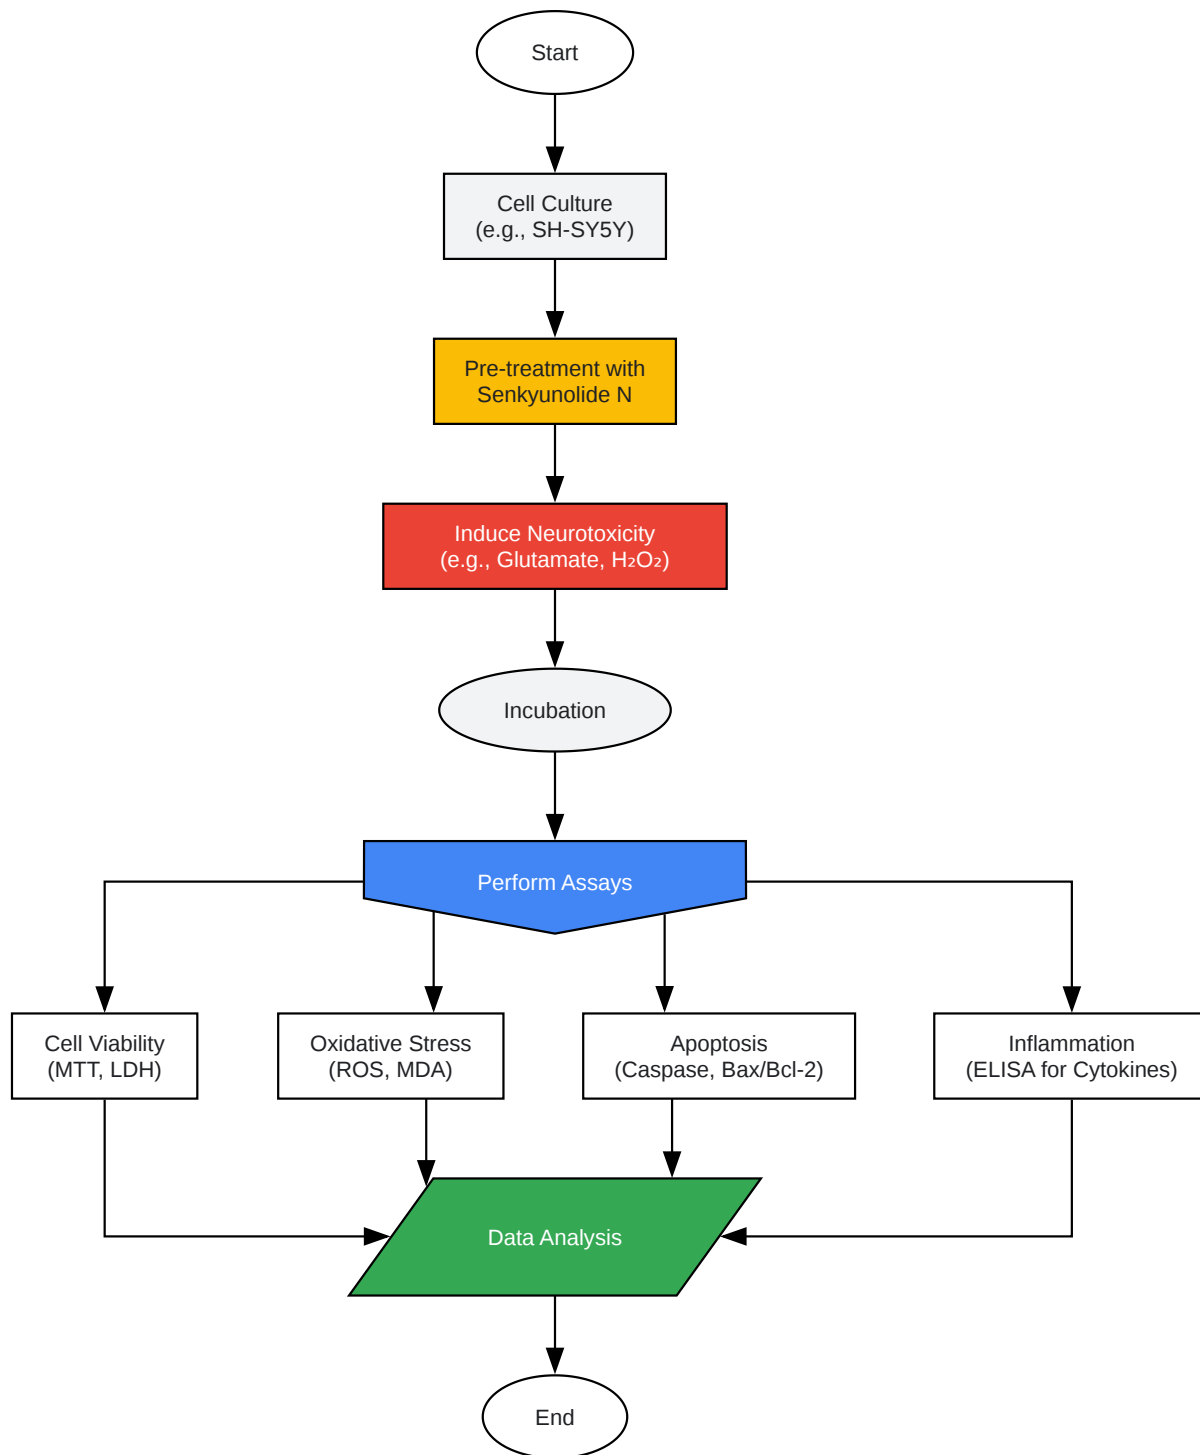 Start
Cell Culture
(e.g., SH-SY5Y)
Pre-treatment with
Senkyunolide N
Induce Neurotoxicity
(e.g., Glutamate, H₂O₂)
Incubation
Perform Assays
Cell Viability
(MTT, LDH)
Oxidative Stress
(ROS, MDA)
Apoptosis
(Caspase, Bax/Bcl-2)
Inflammation
(ELISA for Cytokines)
Data Analysis
End